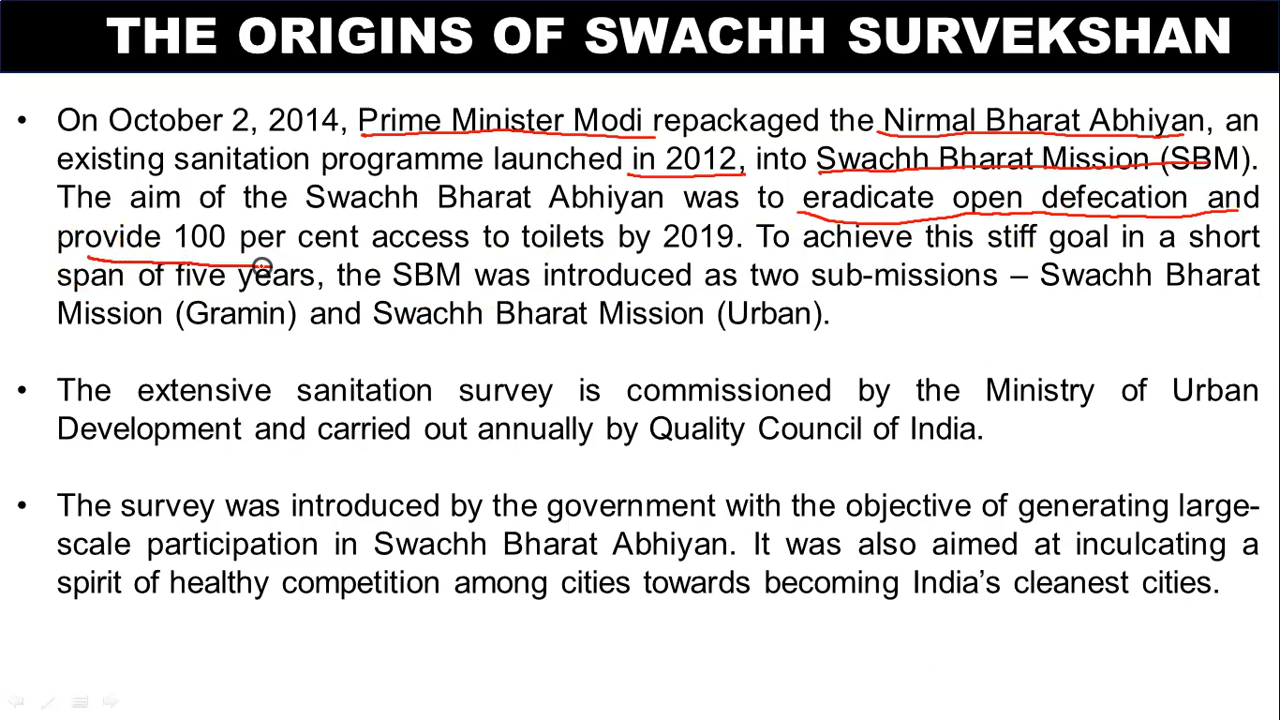 THE ORIGINS OF SWACHH SURVEKSHAN
• On October 2, 2014, Prime Minister Modi repackaged the Nirmal Bharat Abhiyan, an
existing sanitation programme launched in 2012, into Swachh Bharat Mission (SBM).
The aim of the Swachh Bharat Abhiyan was to eradicate open defecation and
provide 100 per cent access to toilets by 2019. To achieve this stiff goal in a short
span of five years, the SBM was introduced as two sub-missions – Swachh Bharat
Mission (Gramin) and Swachh Bharat Mission (Urban).
• The extensive sanitation survey is commissioned by the Ministry of Urban
Development and carried out annually by Quality Council of India.
• The survey was introduced by the government with the objective of generating large-
scale participation in Swachh Bharat Abhiyan. It was also aimed at inculcating a
spirit of healthy competition among cities towards becoming India’s cleanest cities.